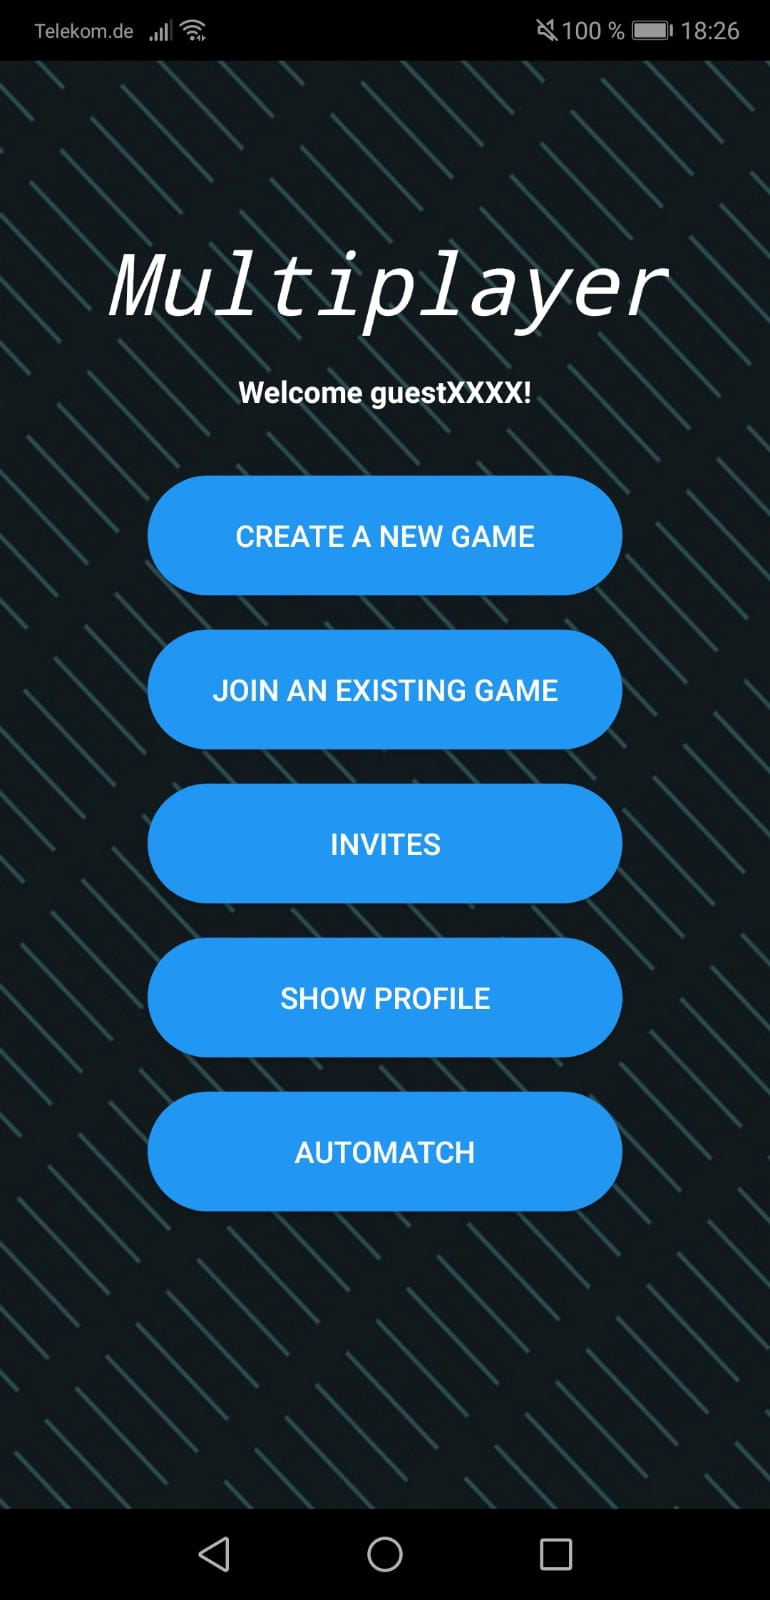 Telekom.de 100 % 18:26
Multiplayer
Welcome guestXXXX!
CREATE A NEW GAME
JOIN AN EXISTING GAME
INVITES
SHOW PROFILE
AUTOMATCH